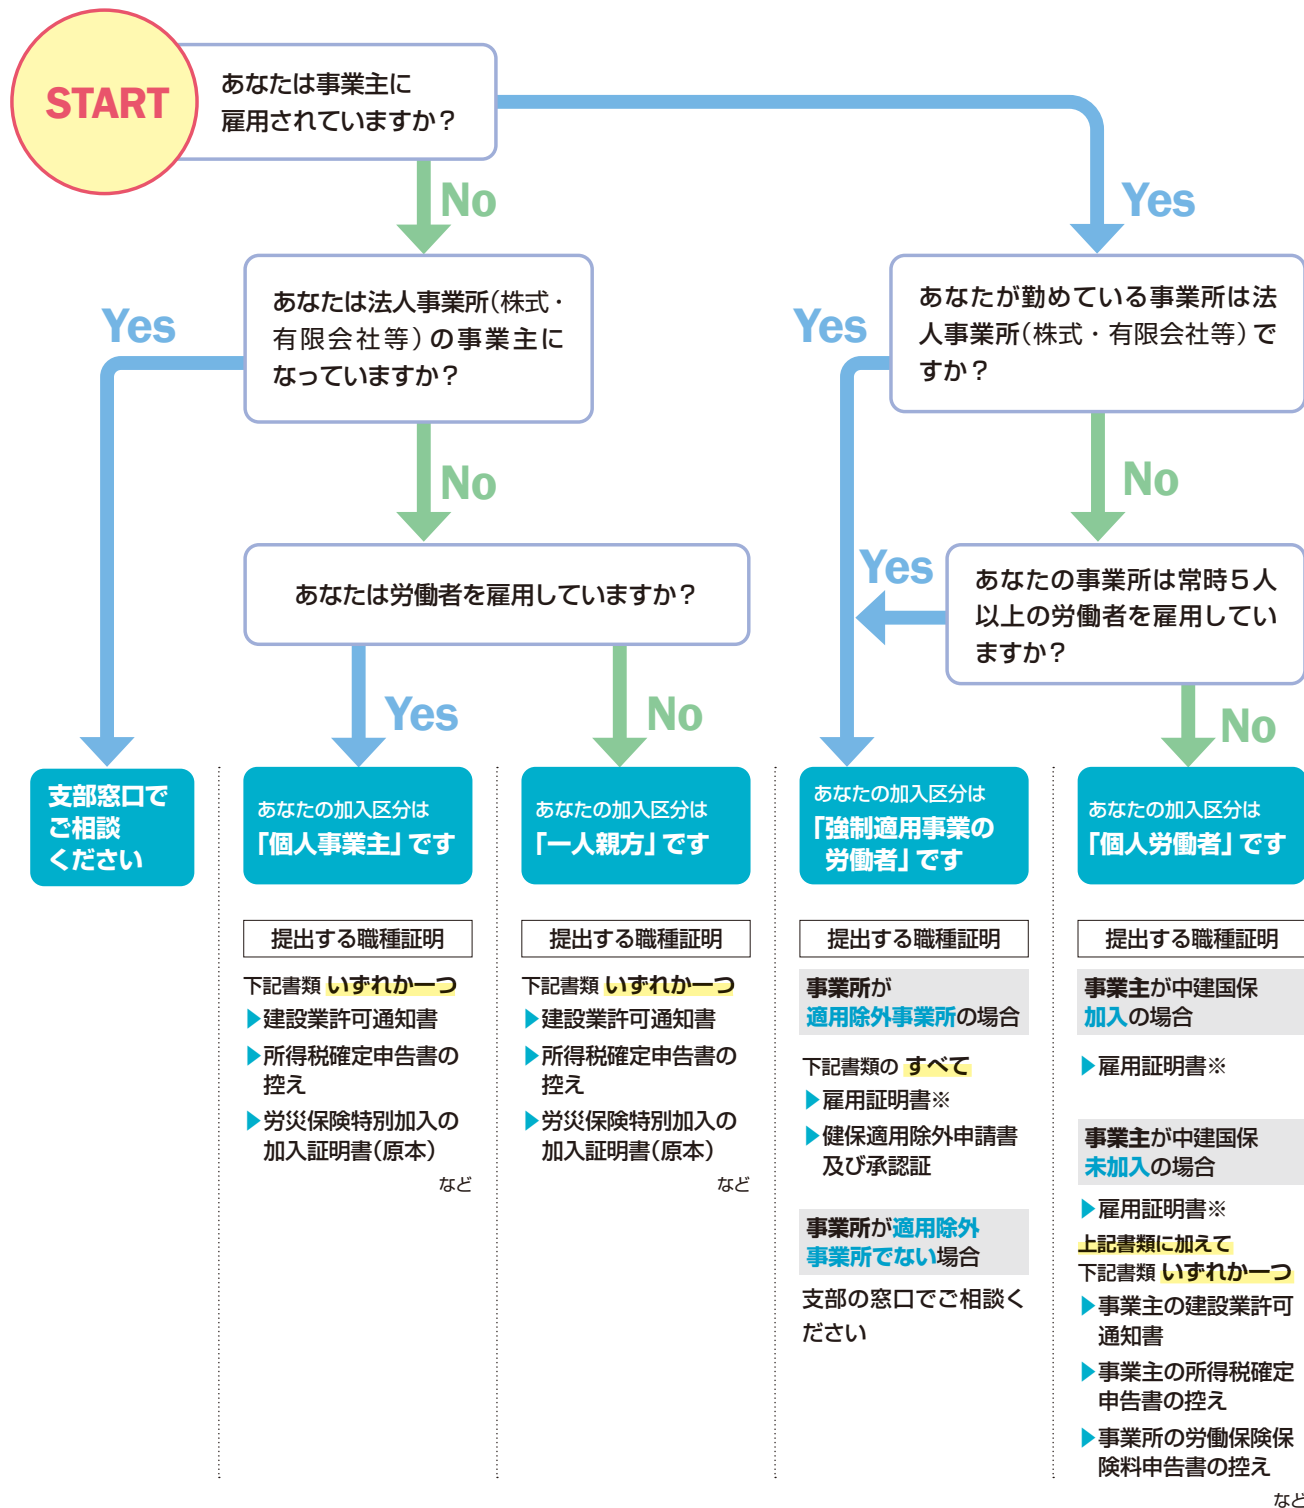 START
あなたは事業主に
雇用されていますか？
No
Yes
あなたは法人事業所（株式・
有限会社等）の事業主に
なっていますか？
Yes
No
あなたが勤めている事業所は法
人事業所（株式・有限会社等）で
すか？
Yes
No
あなたは労働者を雇用していますか？
Yes
No
あなたの事業所は常時５人
以上の労働者を雇用してい
ますか？
Yes
No
支部窓口で
ご相談
ください
あなたの加入区分は
「個人事業主」です
提出する職種証明
下記書類 いずれか一つ
▶建設業許可通知書
▶所得税確定申告書の
控え
▶労災保険特別加入の
加入証明書（原本）
など
あなたの加入区分は
「一人親方」です
提出する職種証明
下記書類 いずれか一つ
▶建設業許可通知書
▶所得税確定申告書の
控え
▶労災保険特別加入の
加入証明書（原本）
など
あなたの加入区分は
「強制適用事業の
労働者」です
提出する職種証明
事業所が
適用除外事業所の場合
下記書類の すべて
▶雇用証明書※
▶健保適用除外申請書
及び承認証
事業所が適用除外
事業所でない場合
支部の窓口でご相談く
ださい
あなたの加入区分は
「個人労働者」です
提出する職種証明
事業主が中建国保
加入の場合
▶雇用証明書※
事業主が中建国保
未加入の場合
▶雇用証明書※
上記書類に加えて
下記書類 いずれか一つ
▶事業主の建設業許可
通知書
▶事業主の所得税確定
申告書の控え
▶事業所の労働保険保
険料申告書の控え
など